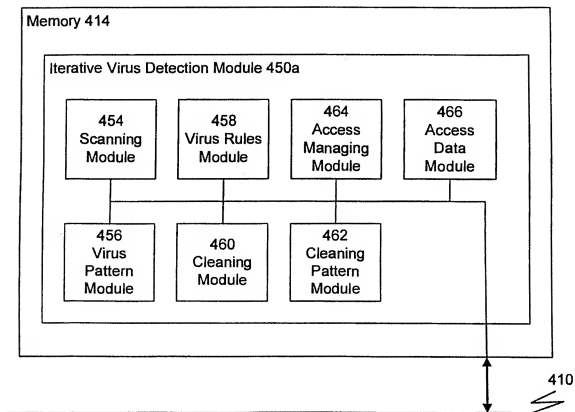 Memory 414
Iterative Virus Detection Module 450a
454
Scanning
Module
458
Virus Rules
Module
464
Access
Managing
Module
466
Access
Data
Module
456
Virus
Pattern
Module
460
Cleaning
Module
462
Cleaning
Pattern
Module
410